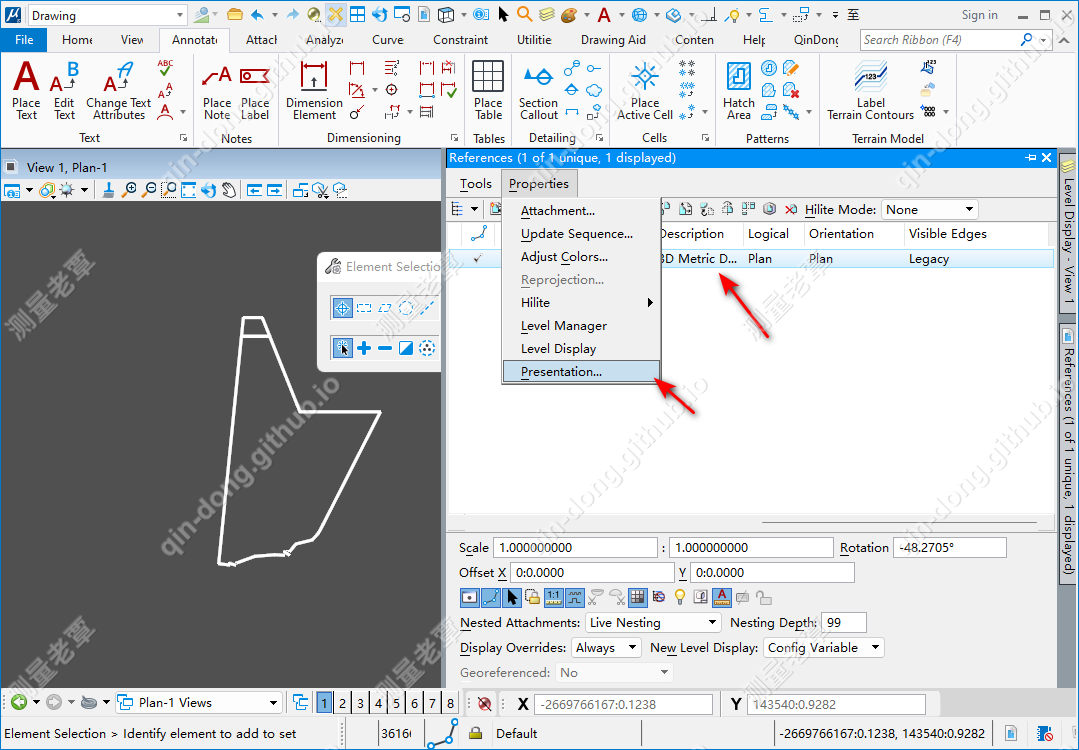 Drawing
Sign in
File Home View Annotate Attach Analyze Curve Constraint Utilitie Drawing Aid Conten Help QinDong Search Ribbon (F4)
Place Text
Edit Text
Change Text Attributes
ABC
Place Note
Place Label
Dimension Element
Place Table
Section Callout
Place Active Cell
Hatch Area
Label Terrain Contours
Text Notes Dimensioning Tables Detailing Cells Patterns Terrain Model
View 1, Plan-1
References (1 of 1 unique, 1 displayed)
Tools Properties
Hilite Mode: None
Attachment...
Update Sequence...
Adjust Colors...
Reprojection...
Hilite
Level Manager
Level Display
Presentation...
Description Logical Orientation Visible Edges
3D Metric D... Plan Plan Legacy
Element Selectio
Scale 1.000000000 : 1.000000000 Rotation -48.2705°
Offset X 0:0.0000 Y 0:0.0000
1:1
Nested Attachments: Live Nesting Nesting Depth: 99
Display Overrides: Always New Level Display: Config Variable
Georeferenced: No
Level Display - View 1
References (1 of 1 unique, 1 displayed)
Plan-1 Views 1 2 3 4 5 6 7 8 X -2669766167:0.1238 Y 143540:0.9282
Element Selection > Identify element to add to set 3616 Default -2669766167:0.1238, 143540:0.9282
测量老覃
qin-dong.github.io